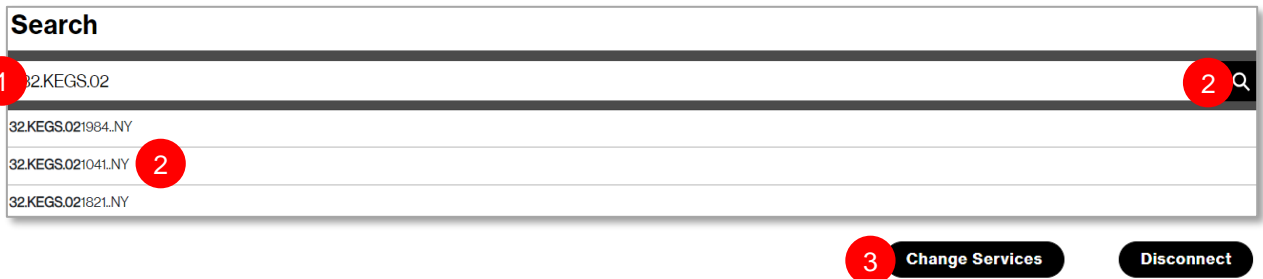 Search
1 32.KEGS.02 2
32.KEGS.021984..NY
32.KEGS.021041..NY 2
32.KEGS.021821..NY
3 Change Services Disconnect